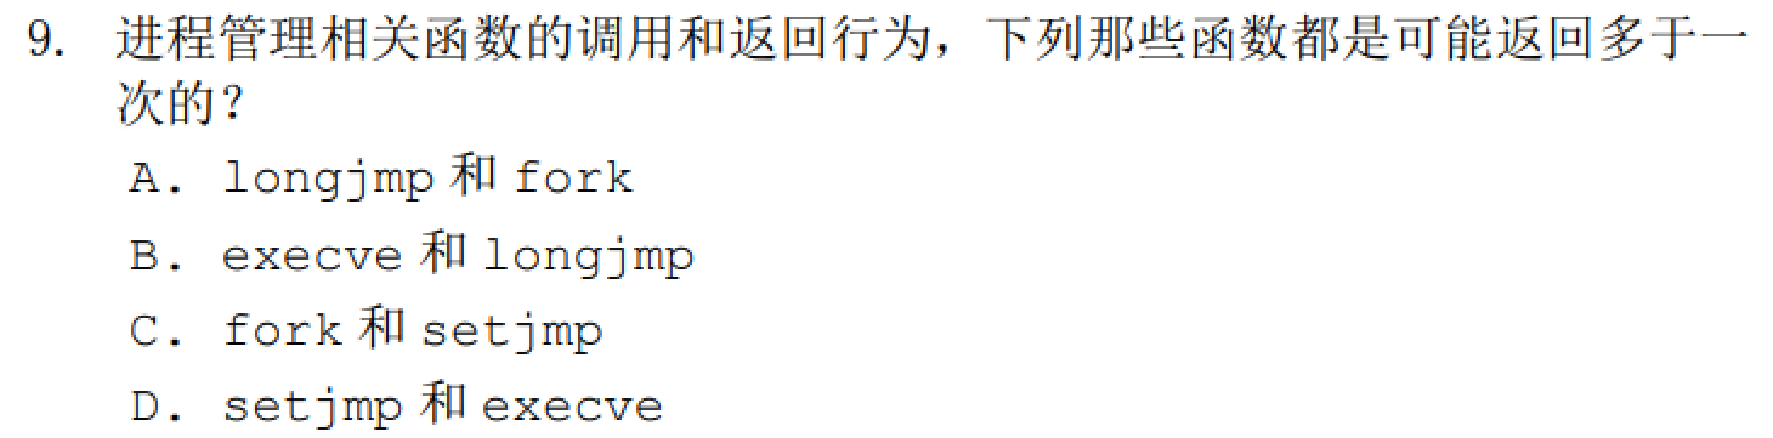 9. 进程管理相关函数的调用和返回行为，下列那些函数都是可能返回多于一
次的？
A. longjmp 和 fork
B. execve 和 longjmp
C. fork 和 setjmp
D. setjmp 和 execve